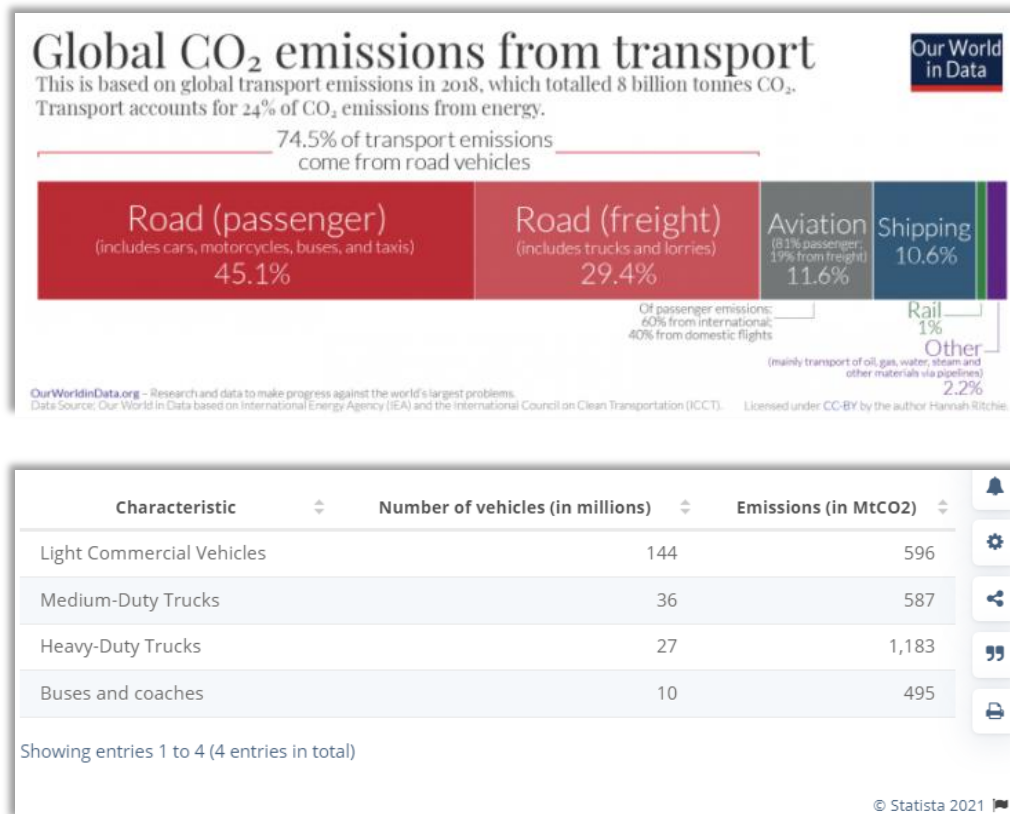 Global CO₂ emissions from transport
Our World
in Data
This is based on global transport emissions in 2018, which totalled 8 billion tonnes CO₂.
Transport accounts for 24% of CO₂ emissions from energy.
74.5% of transport emissions
come from road vehicles
Road (passenger)
(includes cars, motorcycles, buses, and taxis)
45.1%
Road (freight)
(includes trucks and lorries)
29.4%
Aviation
(81% passenger;
19% from freight)
11.6%
Shipping
10.6%
Of passenger emissions:
60% from international;
40% from domestic flights
Rail
1%
Other
(mainly transport of oil, gas, water, steam and
other materials via pipelines)
2.2%
OurWorldinData.org – Research and data to make progress against the world's largest problems.
Data Source: Our World in Data based on International Energy Agency (IEA) and the International Council on Clean Transportation (ICCT). Licensed under CC-BY by the author Hannah Ritchie.
Characteristic Number of vehicles (in millions) Emissions (in MtCO2)
Light Commercial Vehicles 144 596
Medium-Duty Trucks 36 587
Heavy-Duty Trucks 27 1,183
Buses and coaches 10 495
Showing entries 1 to 4 (4 entries in total)
© Statista 2021